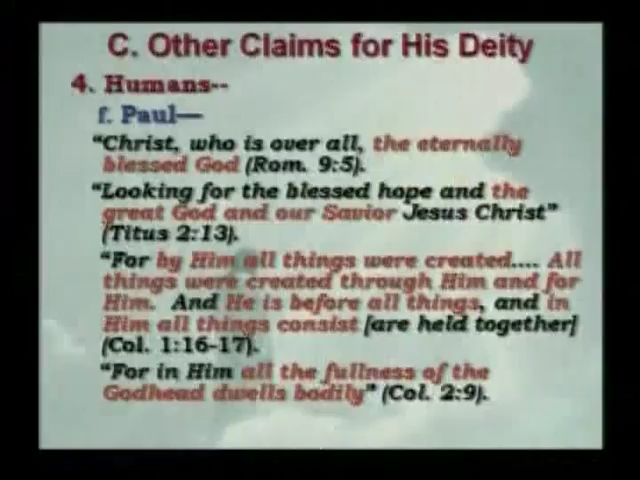 C. Other Claims for His Deity
4. Humans--
f. Paul—
“Christ, who is over all, the eternally
blessed God (Rom. 9:5).
“Looking for the blessed hope and the
great God and our Savior Jesus Christ”
(Titus 2:13).
“For by Him all things were created.... All
things were created through Him and for
Him. And He is before all things, and in
Him all things consist [are held together]
(Col. 1:16-17).
“For in Him all the fullness of the
Godhead dwells bodily” (Col. 2:9).